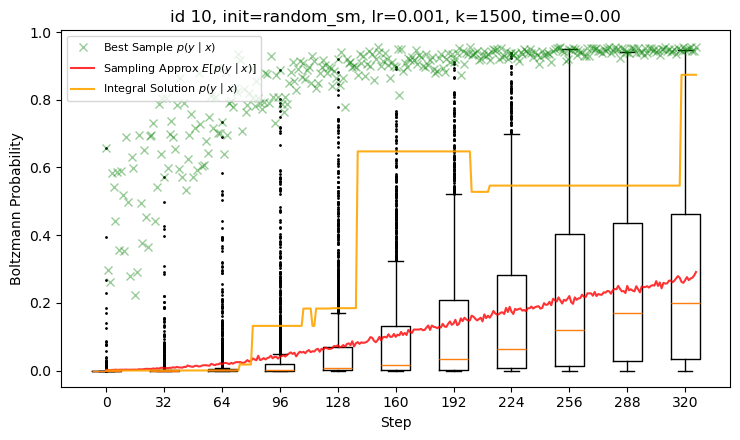 id 10, init=random_sm, lr=0.001, k=1500, time=0.00
Best Sample p(y | x)
Sampling Approx E[p(y | x)]
Integral Solution p(y | x)
Boltzmann Probability
1.0
0.8
0.6
0.4
0.2
0.0
0 32 64 96 128 160 192 224 256 288 320
Step